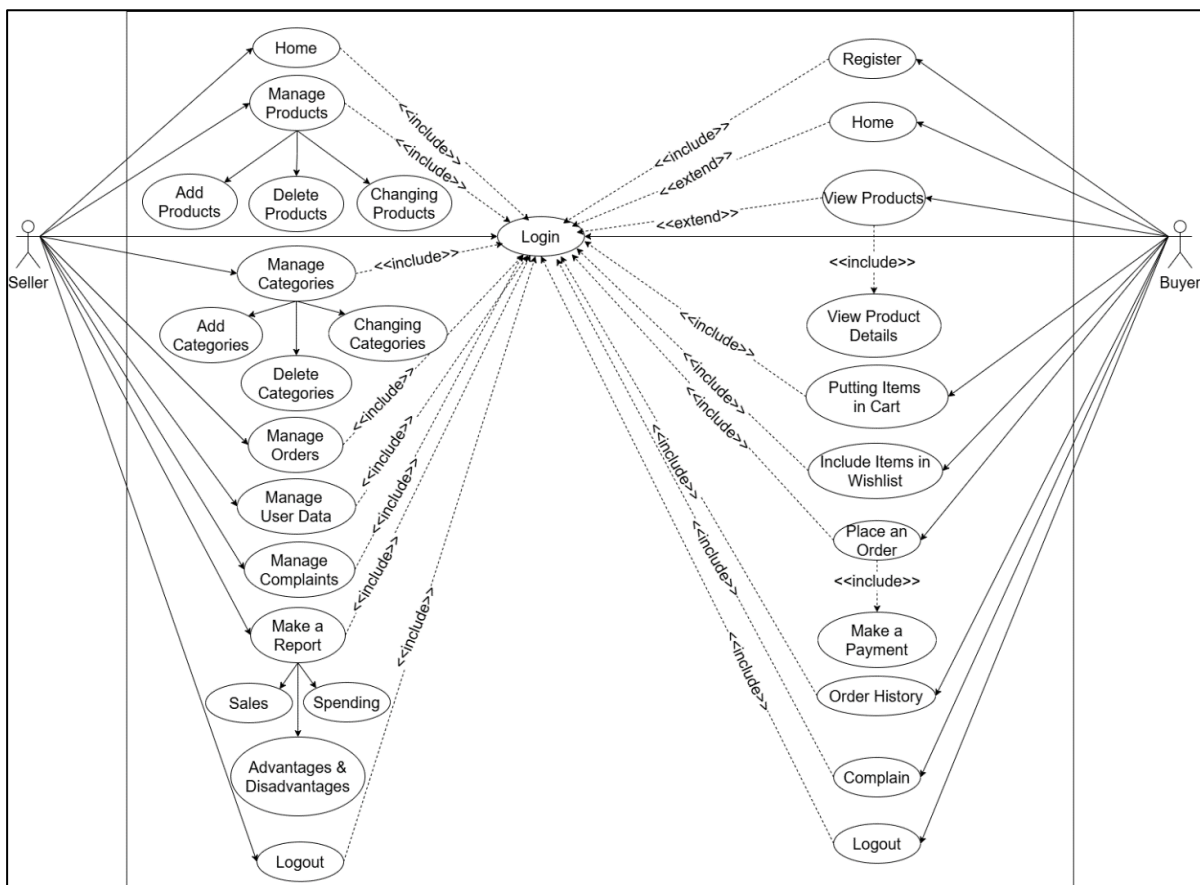 Home
Manage
Products
Add
Products
Delete
Products
Changing
Products
Seller
Manage
Categories
Add
Categories
Delete
Categories
Changing
Categories
Manage
Orders
Manage
User Data
Manage
Complaints
Make a
Report
Sales
Spending
Advantages &
Disadvantages
Logout
<<include>>
<<include>>
<<include>>
<<include>>
<<include>>
<<include>>
<<include>>
<<include>>
Login
<<include>>
<<extend>>
<<extend>>
<<include>>
<<include>>
<<include>>
<<include>>
<<include>>
<<include>>
Register
Home
View Products
<<include>>
View Product
Details
Putting Items
in Cart
Include Items in
Wishlist
Place an
Order
<<include>>
Make a
Payment
Order History
Complain
Logout
Buyer